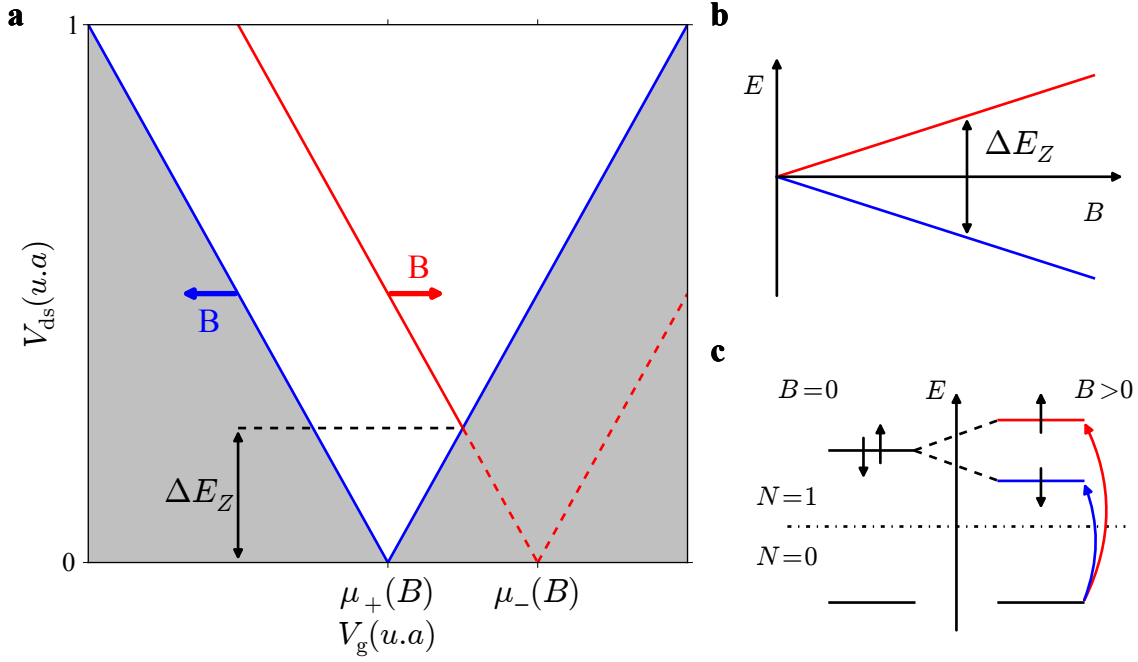 a
1
V_ds(u.a)
B
B
ΔE_Z
0
μ_+(B)
μ_−(B)
V_g(u.a)
b
E
ΔE_Z
B
c
B=0
E
B>0
N=1
N=0